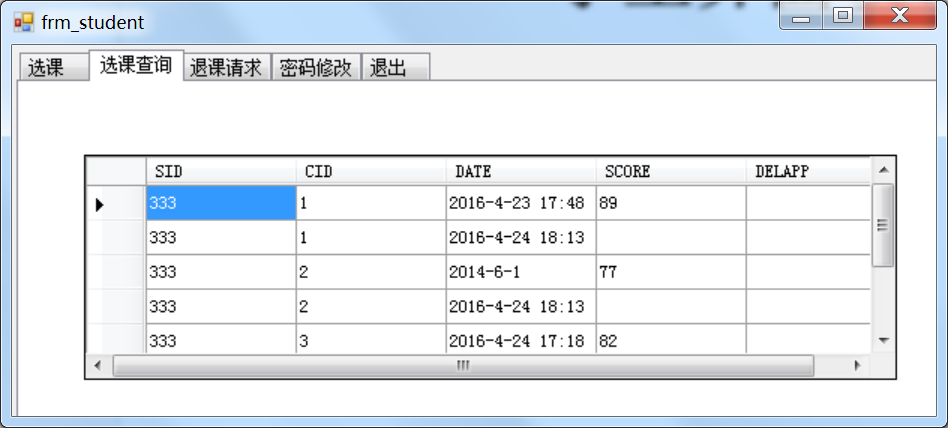 frm_student
选课 选课查询 退课请求 密码修改 退出
SID CID DATE SCORE DELAPP
333 1 2016-4-23 17:48 89
333 1 2016-4-24 18:13
333 2 2014-6-1 77
333 2 2016-4-24 18:13
333 3 2016-4-24 17:18 82